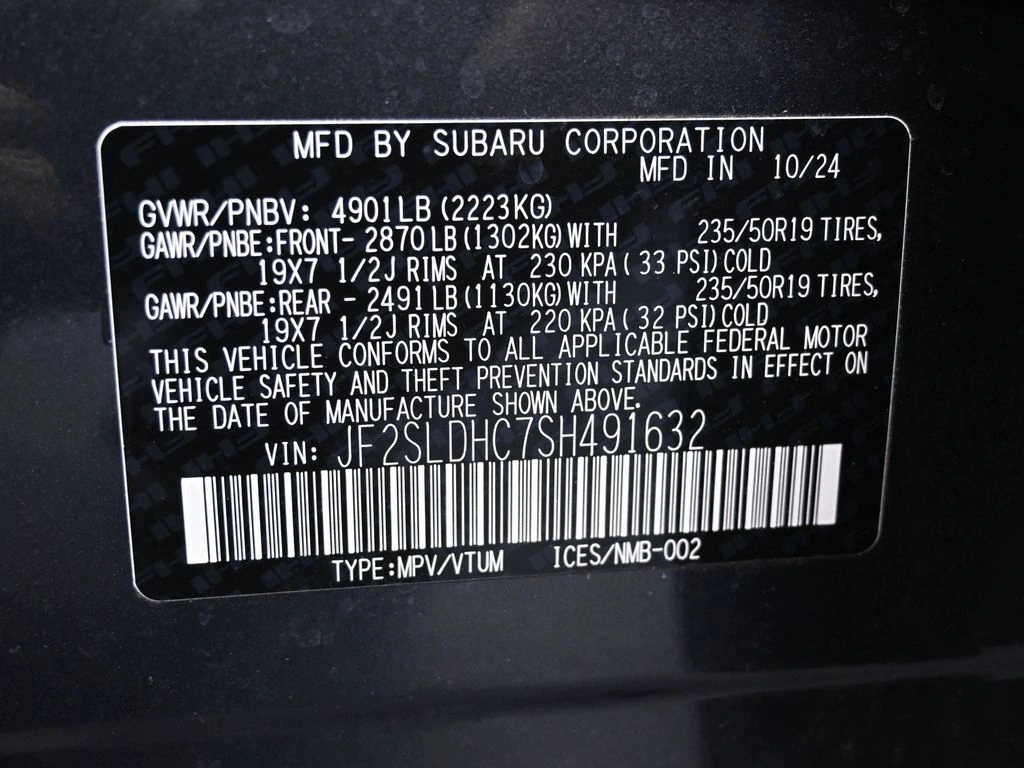 MFD BY SUBARU CORPORATION
MFD IN 10/24
GVWR/PNBV: 4901LB (2223KG)
GAWR/PNBE:FRONT- 2870LB(1302KG)WITH 235/50R19 TIRES,
19X7 1/2J RIMS AT 230 KPA( 33 PSI)COLD
GAWR/PNBE:REAR - 2491LB(1130KG)WITH 235/50R19 TIRES,
19X7 1/2J RIMS AT 220 KPA( 32 PSI)COLD
THIS VEHICLE CONFORMS TO ALL APPLICABLE FEDERAL MOTOR
VEHICLE SAFETY AND THEFT PREVENTION STANDARDS IN EFFECT ON
THE DATE OF MANUFACTURE SHOWN ABOVE.
VIN: JF2SLDHC7SH491632
TYPE:MPV/VTUM ICES/NMB-002